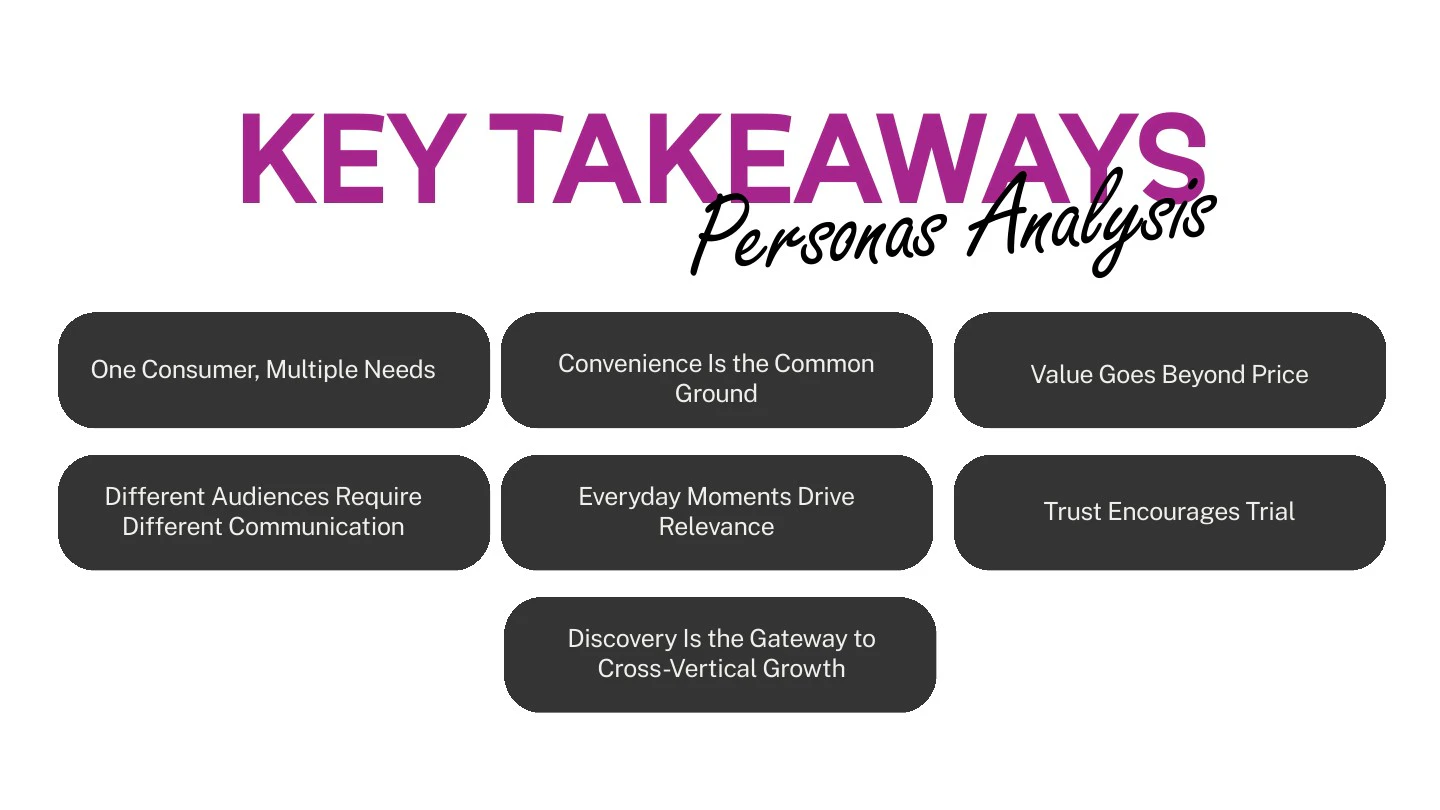 KEY TAKEAWAYS
Personas Analysis
One Consumer, Multiple Needs
Convenience Is the Common
Ground
Value Goes Beyond Price
Different Audiences Require
Different Communication
Everyday Moments Drive
Relevance
Trust Encourages Trial
Discovery Is the Gateway to
Cross-Vertical Growth